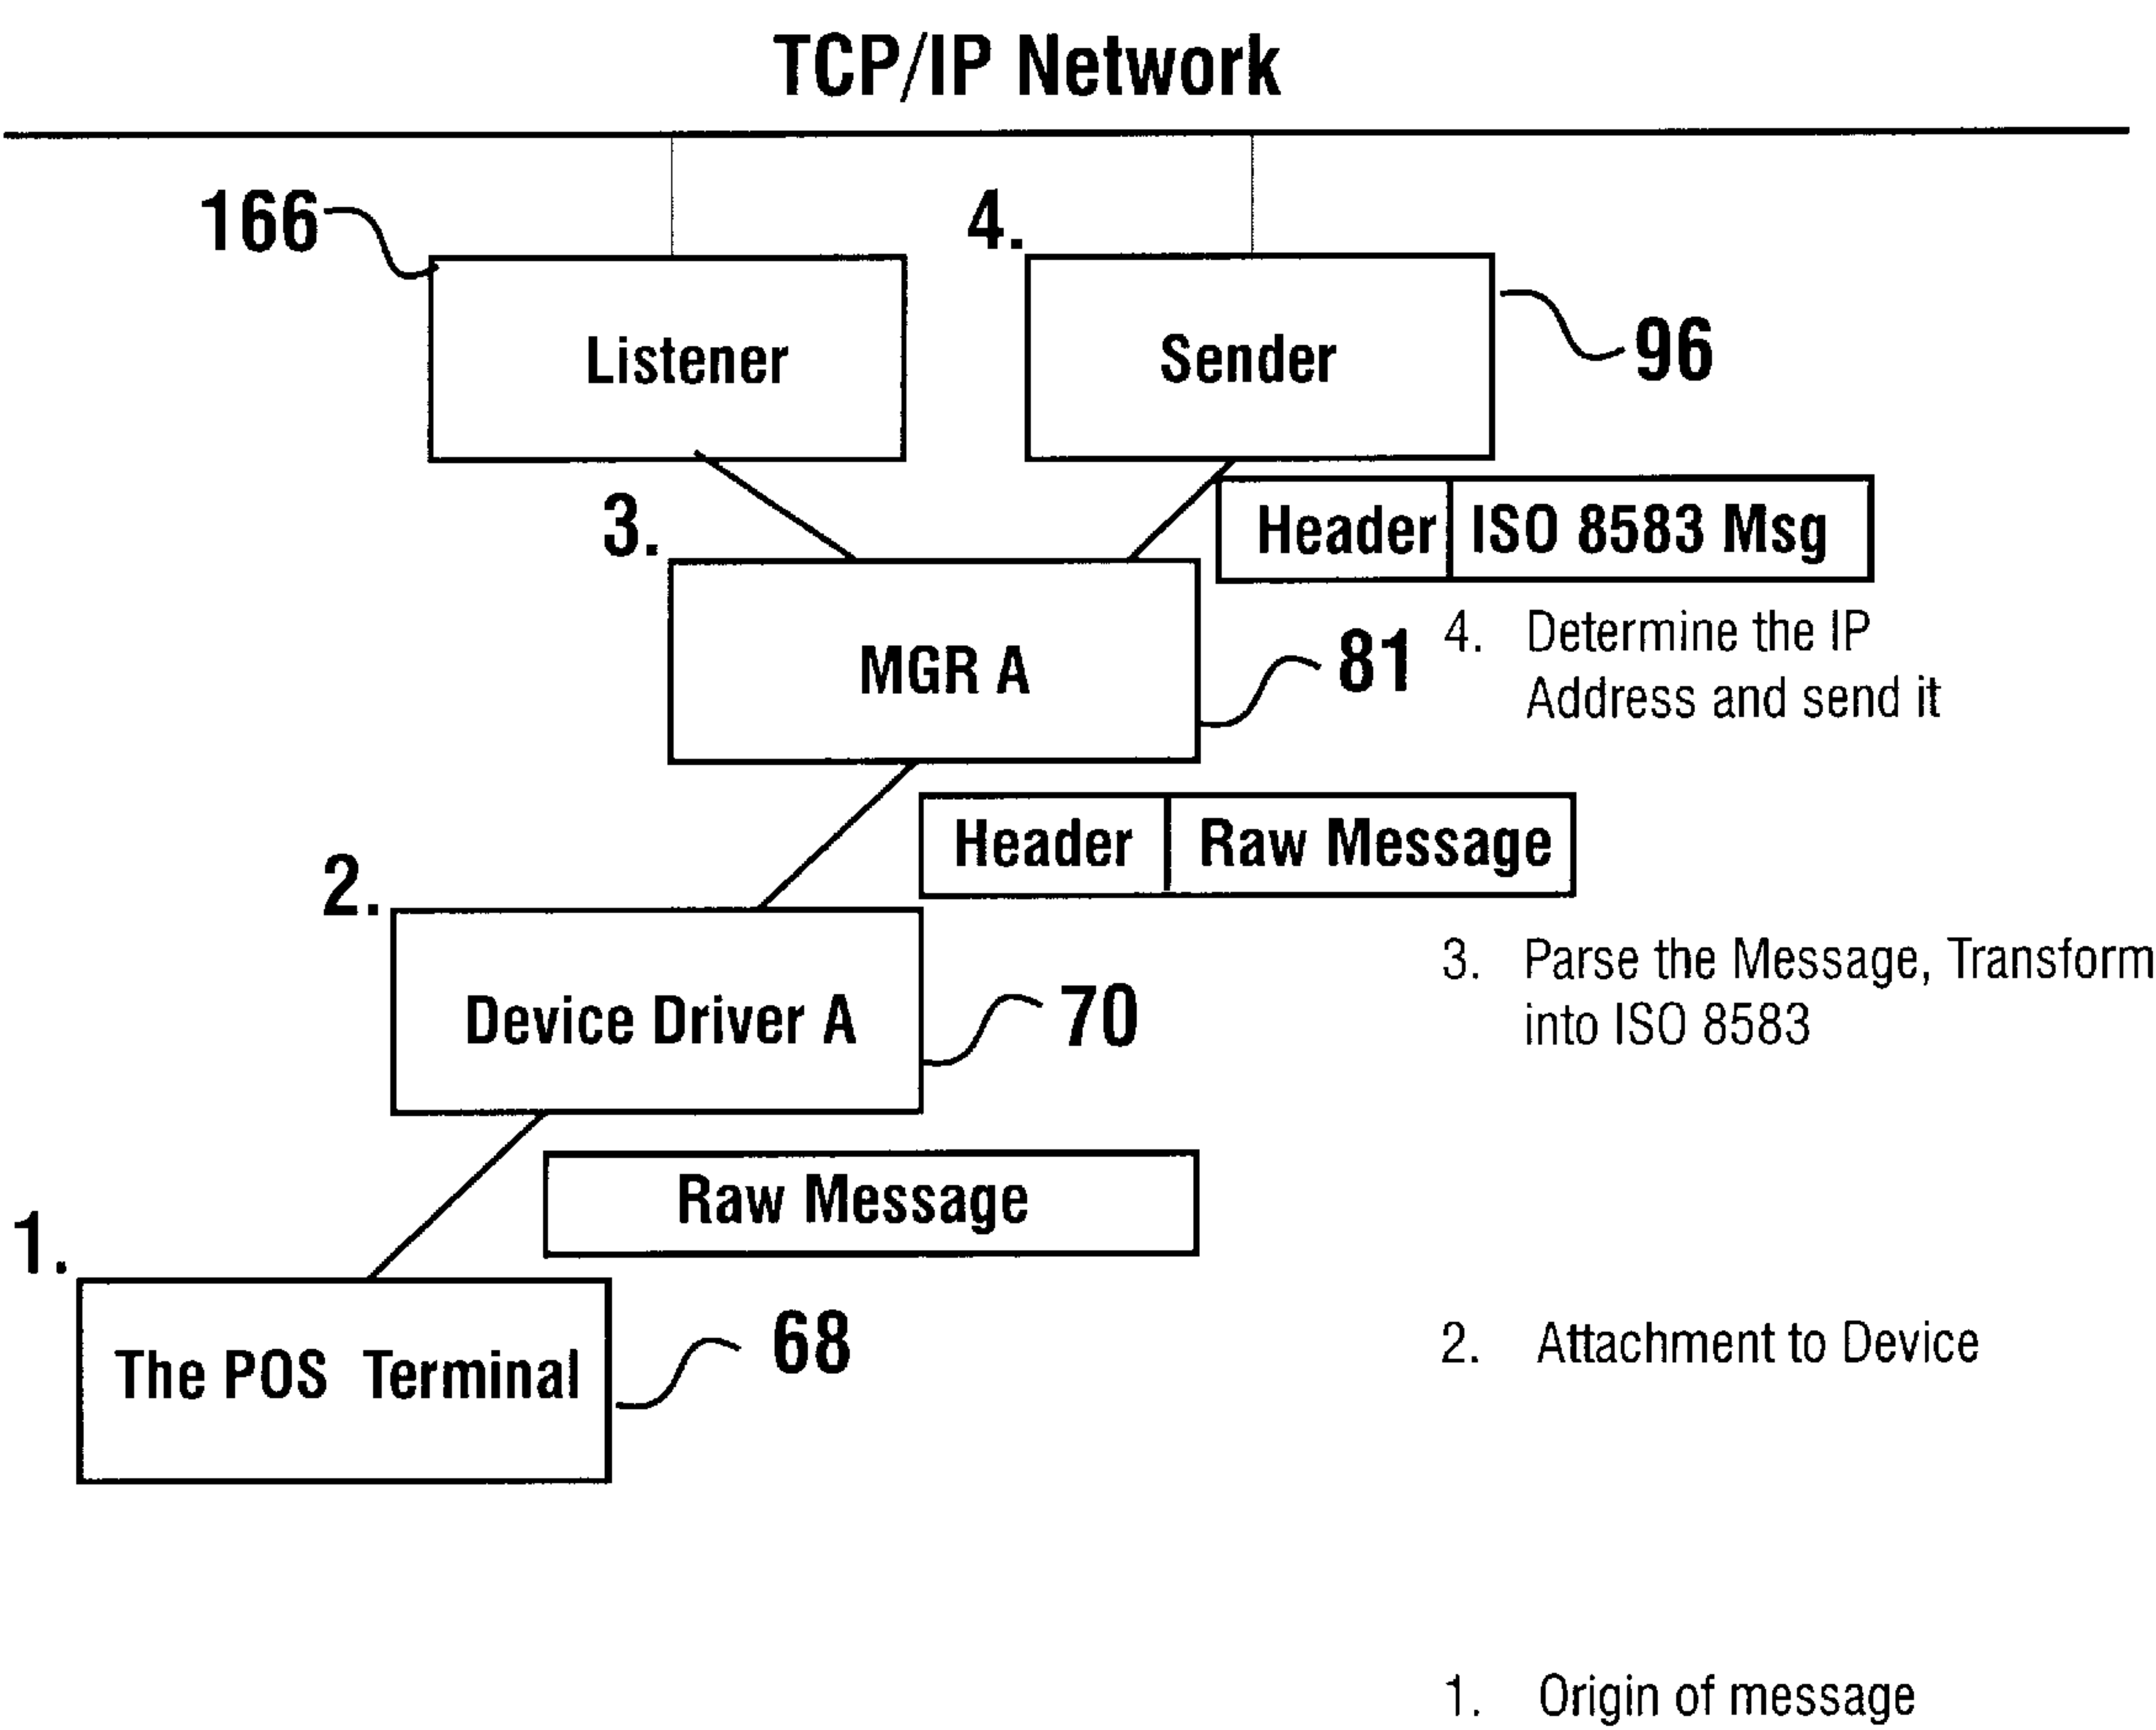 TCP/IP Network
166
4.
Listener
Sender
96
3.
Header ISO 8583 Msg
MGR A
81
4. Determine the IP
Address and send it
Header Raw Message
2.
Device Driver A
70
3. Parse the Message, Transform
into ISO 8583
Raw Message
1.
The POS Terminal
68
2. Attachment to Device
1. Origin of message